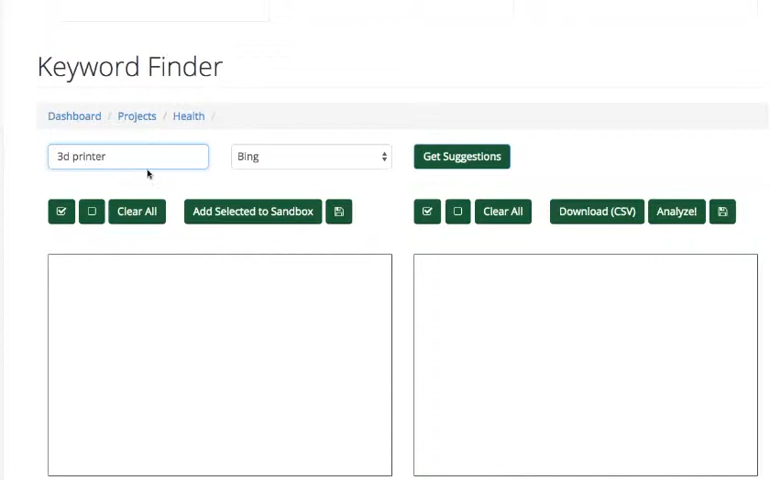 Keyword Finder
Dashboard / Projects / Health /
3d printer Bing Get Suggestions
Clear All Add Selected to Sandbox Clear All Download (CSV) Analyze!